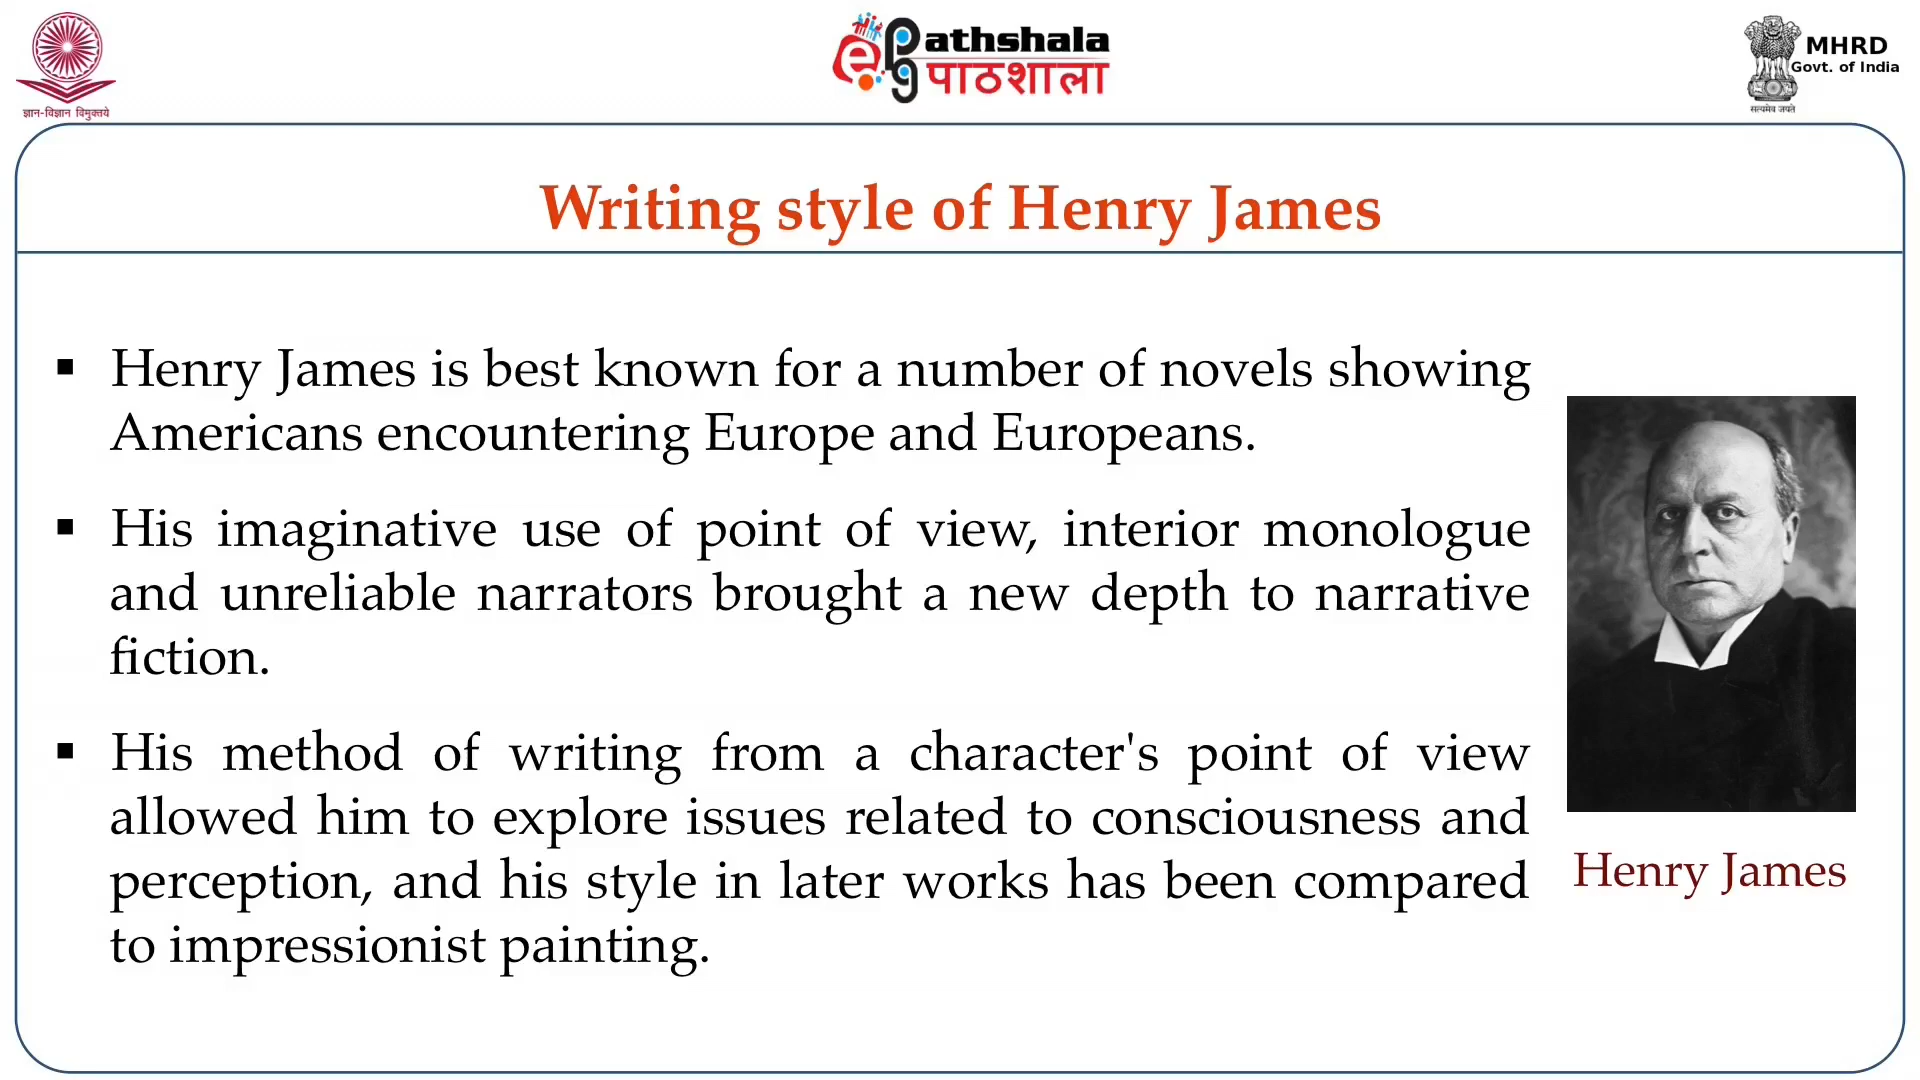 ज्ञान-विज्ञान विमुक्तये
e
PG
athshala
पाठशाला
MHRD
Govt. of India
सत्यमेव जयते
Writing style of Henry James
▪ Henry James is best known for a number of novels showing
Americans encountering Europe and Europeans.
▪ His imaginative use of point of view, interior monologue
and unreliable narrators brought a new depth to narrative
fiction.
▪ His method of writing from a character's point of view
allowed him to explore issues related to consciousness and
perception, and his style in later works has been compared
to impressionist painting.
Henry James